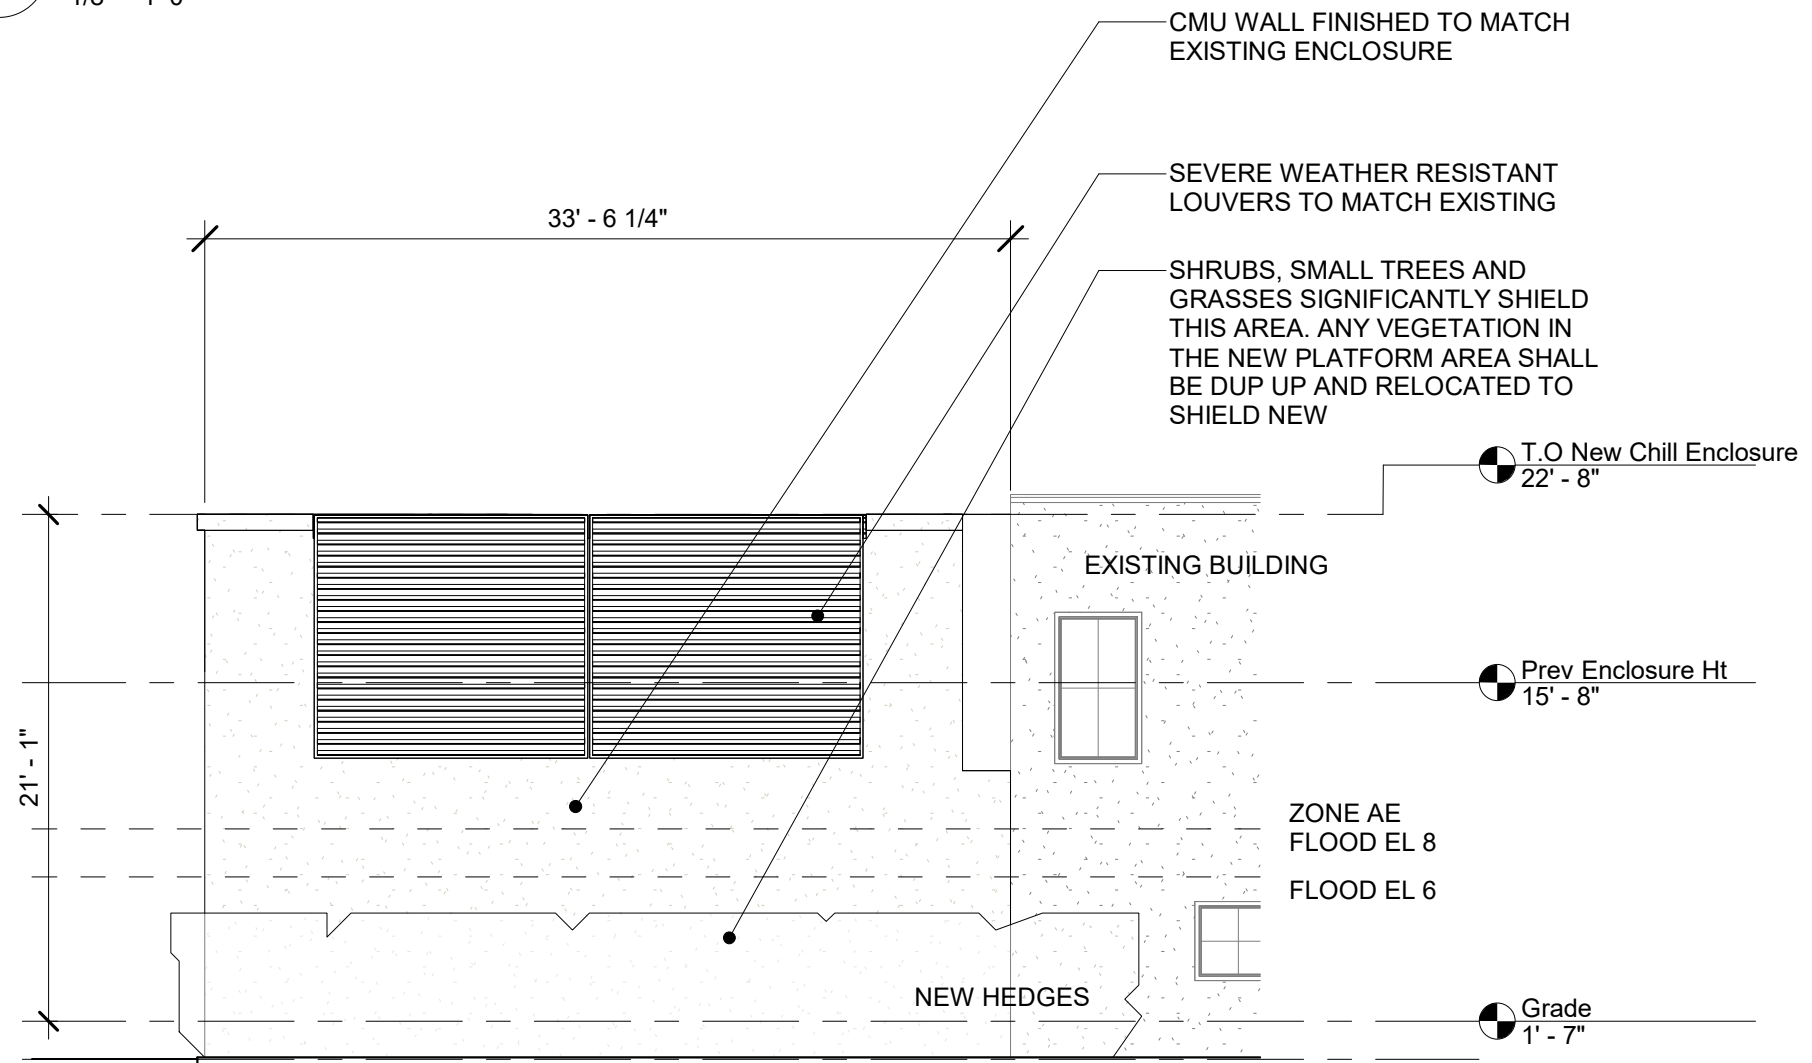 CMU WALL FINISHED TO MATCH
EXISTING ENCLOSURE
SEVERE WEATHER RESISTANT
LOUVERS TO MATCH EXISTING
33' - 6 1/4"
SHRUBS, SMALL TREES AND
GRASSES SIGNIFICANTLY SHIELD
THIS AREA. ANY VEGETATION IN
THE NEW PLATFORM AREA SHALL
BE DUP UP AND RELOCATED TO
SHIELD NEW
T.O New Chill Enclosure
22' - 8"
EXISTING BUILDING
Prev Enclosure Ht
15' - 8"
21' - 1"
ZONE AE
FLOOD EL 8
FLOOD EL 6
NEW HEDGES
Grade
1' - 7"